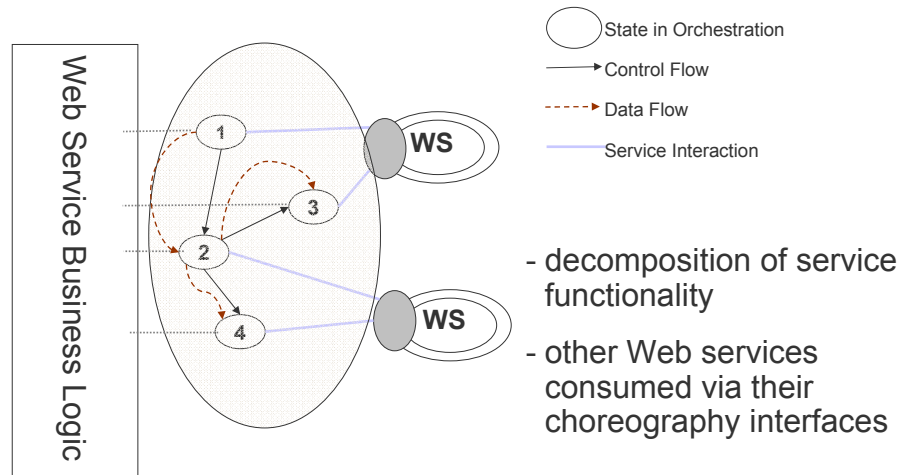 Web Service Business Logic
1
2
3
4
WS
WS
State in Orchestration
Control Flow
Data Flow
Service Interaction
- decomposition of service
functionality
- other Web services
consumed via their
choreography interfaces